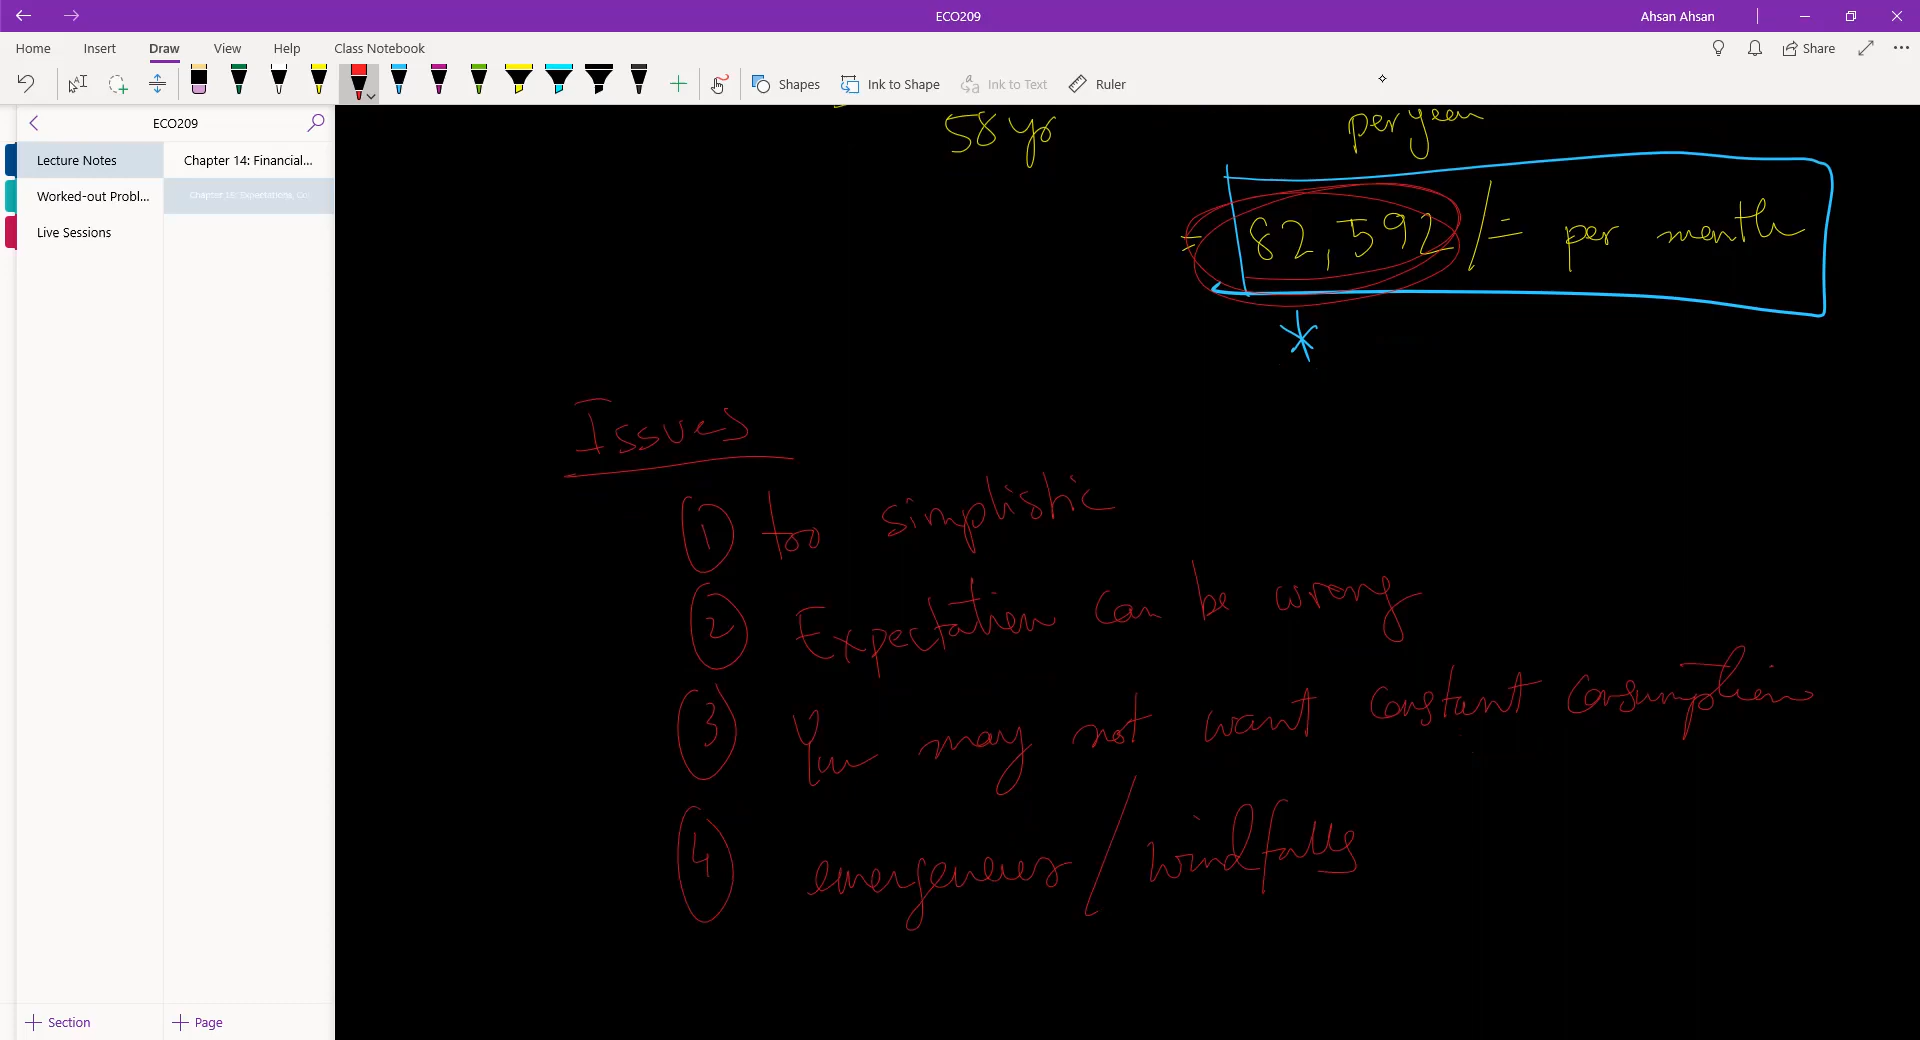 ECO209
Ahsan Ahsan
Home Insert Draw View Help Class Notebook
Share
Shapes Ink to Shape Ink to Text Ruler
ECO209
Lecture Notes
Worked-out Probl...
Live Sessions
Chapter 14: Financial...
+ Section
+ Page
58 yr
per year
= 82,592/= per month
*
Issues
1 too simplistic
2 Expectation can be wrong
3 You may not want constant consumption
4 emergencies / windfalls